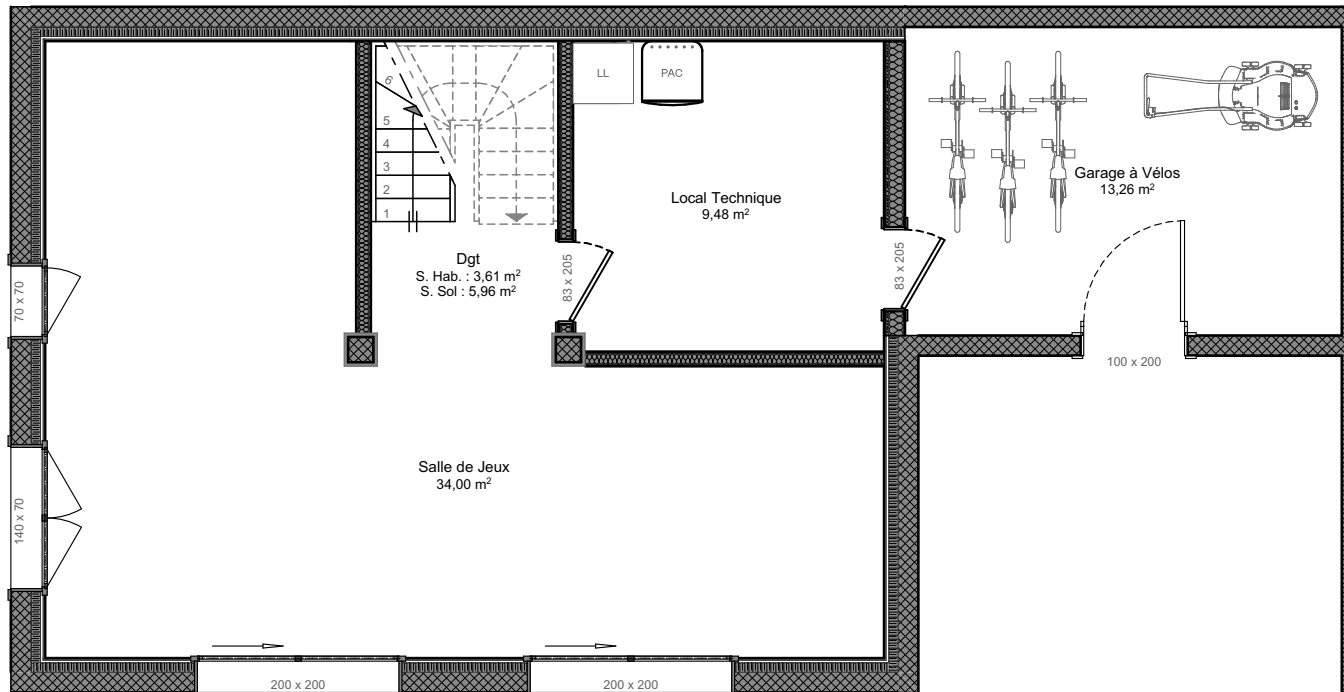 LL
PAC
6
5
4
3
2
1
Local Technique
9,48 m²
Garage à Vélos
13,26 m²
Dgt
S. Hab. : 3,61 m²
S. Sol : 5,96 m²
83 x 205
83 x 205
70 x 70
100 x 200
Salle de Jeux
34,00 m²
140 x 70
200 x 200
200 x 200